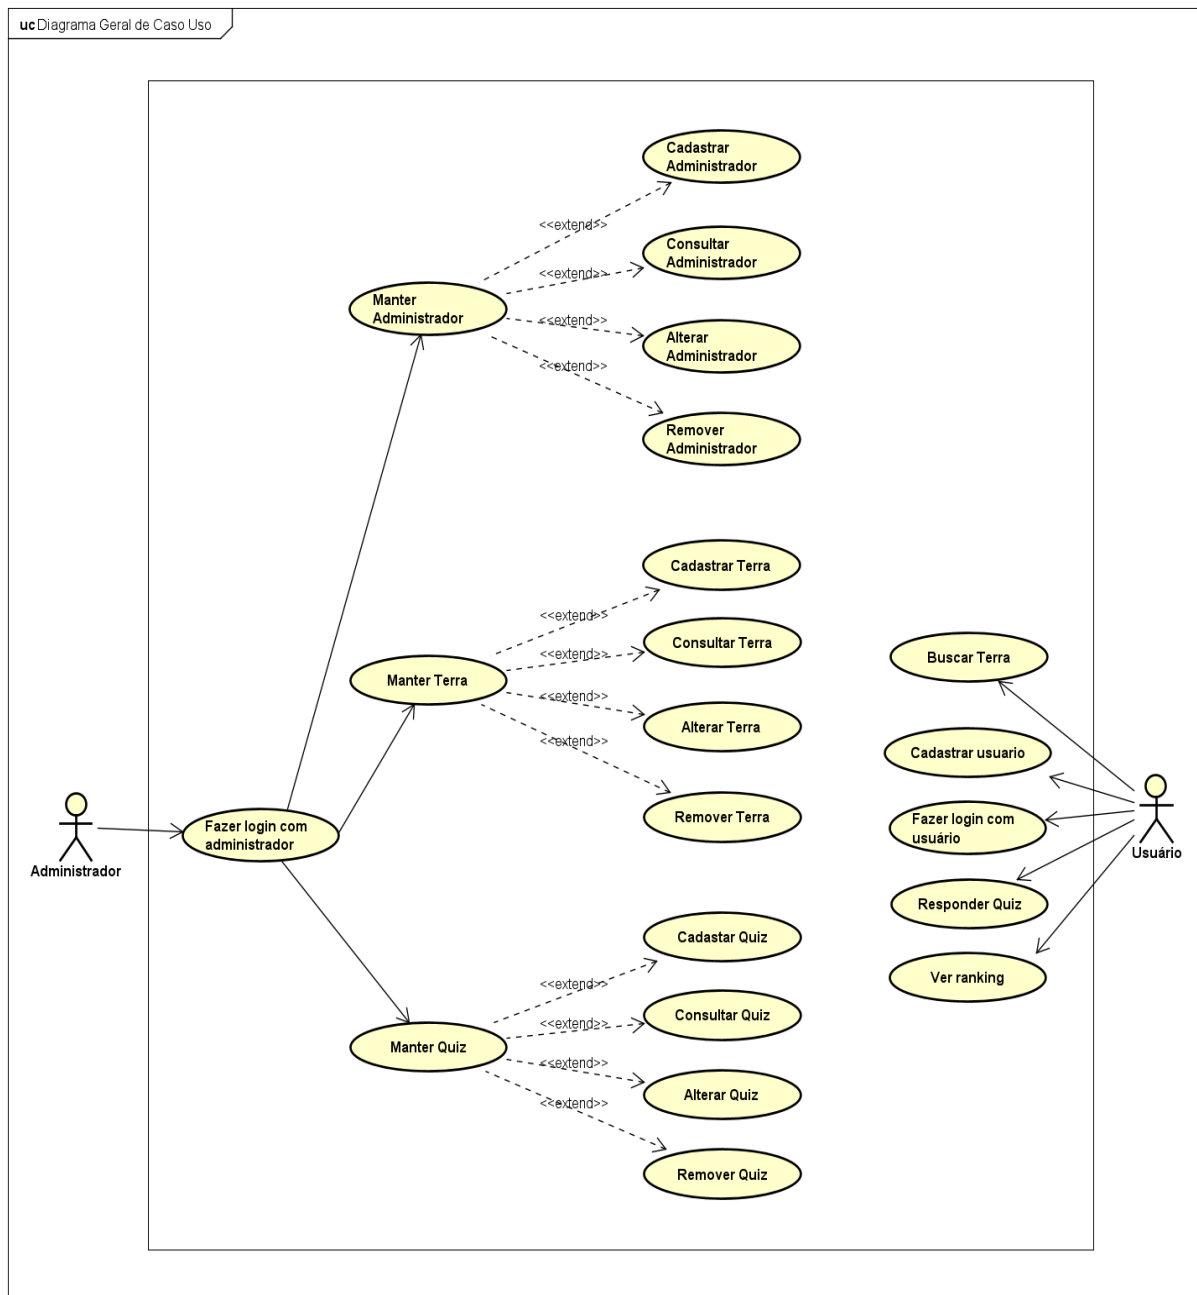 uc Diagrama Geral de Caso Uso
Cadastrar
Administrador
<<extend>>
Consultar
Administrador
<<extend>>
Manter
Administrador
<<extend>>
Alterar
Administrador
<<extend>>
Remover
Administrador
Cadastrar Terra
<<extend>>
Consultar Terra
<<extend>>
Manter Terra
<<extend>>
Alterar Terra
<<extend>>
Remover Terra
Buscar Terra
Cadastrar usuario
Fazer login com
usuário
Usuário
Responder Quiz
Ver ranking
Fazer login com
administrador
Administrador
Cadastar Quiz
<<extend>>
Consultar Quiz
<<extend>>
Manter Quiz
<<extend>>
Alterar Quiz
<<extend>>
Remover Quiz